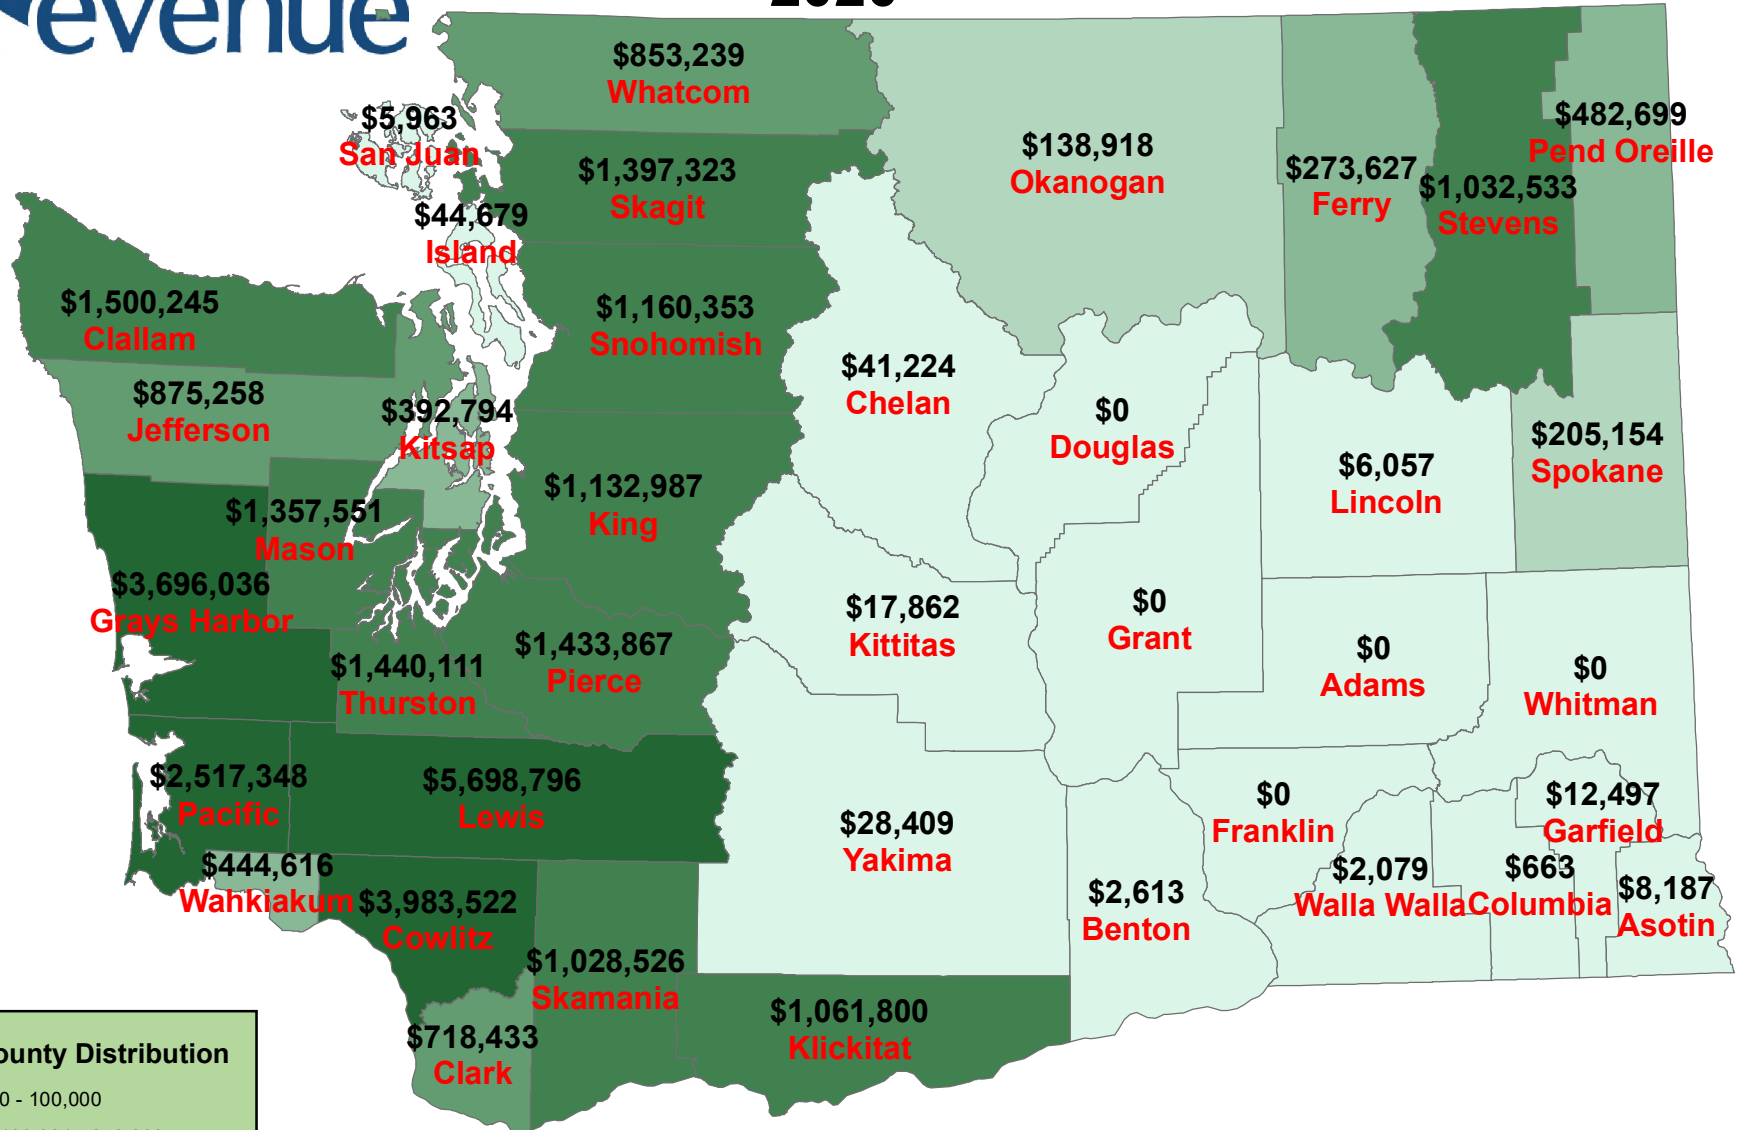 evenue
2020
$853,239
Whatcom
$5,963
San Juan
$1,397,323
Skagit
$44,679
Island
$138,918
Okanogan
$273,627
Ferry
$1,032,533
Stevens
$482,699
Pend Oreille
$1,500,245
Clallam
$1,160,353
Snohomish
$875,258
Jefferson
$392,794
Kitsap
$41,224
Chelan
$0
Douglas
$6,057
Lincoln
$205,154
Spokane
$1,357,551
Mason
$1,132,987
King
$3,696,036
Grays Harbor
$17,862
Kittitas
$0
Grant
$0
Adams
$0
Whitman
$1,440,111
Thurston
$1,433,867
Pierce
$2,517,348
Pacific
$5,698,796
Lewis
$28,409
Yakima
$0
Franklin
$12,497
Garfield
$444,616
Wahkiakum
$3,983,522
Cowlitz
$2,613
Benton
$2,079
Walla Walla
$663
Columbia
$8,187
Asotin
$1,028,526
Skamania
$1,061,800
Klickitat
$718,433
Clark
ounty Distribution
0 - 100,000